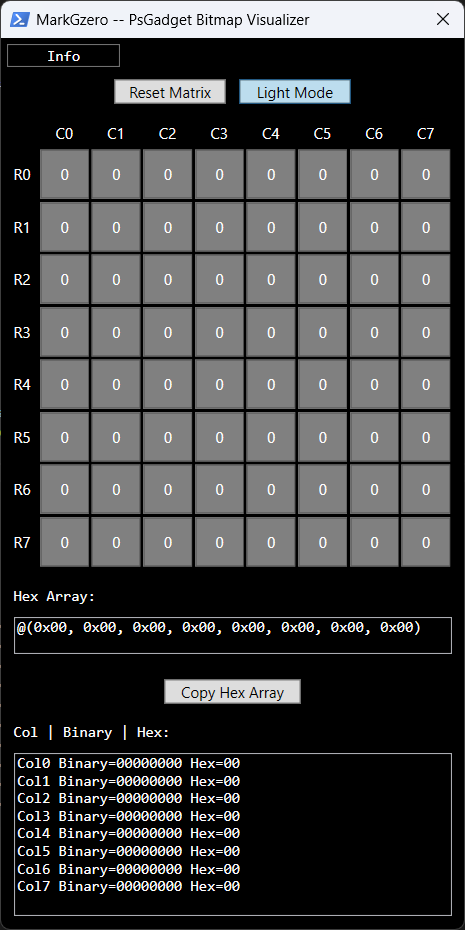 MarkGzero -- PsGadget Bitmap Visualizer
Info
Reset Matrix Light Mode
C0 C1 C2 C3 C4 C5 C6 C7
R0 0 0 0 0 0 0 0 0
R1 0 0 0 0 0 0 0 0
R2 0 0 0 0 0 0 0 0
R3 0 0 0 0 0 0 0 0
R4 0 0 0 0 0 0 0 0
R5 0 0 0 0 0 0 0 0
R6 0 0 0 0 0 0 0 0
R7 0 0 0 0 0 0 0 0
Hex Array:
@(0x00, 0x00, 0x00, 0x00, 0x00, 0x00, 0x00, 0x00)
Copy Hex Array
Col | Binary | Hex:
Col0 Binary=00000000 Hex=00
Col1 Binary=00000000 Hex=00
Col2 Binary=00000000 Hex=00
Col3 Binary=00000000 Hex=00
Col4 Binary=00000000 Hex=00
Col5 Binary=00000000 Hex=00
Col6 Binary=00000000 Hex=00
Col7 Binary=00000000 Hex=00